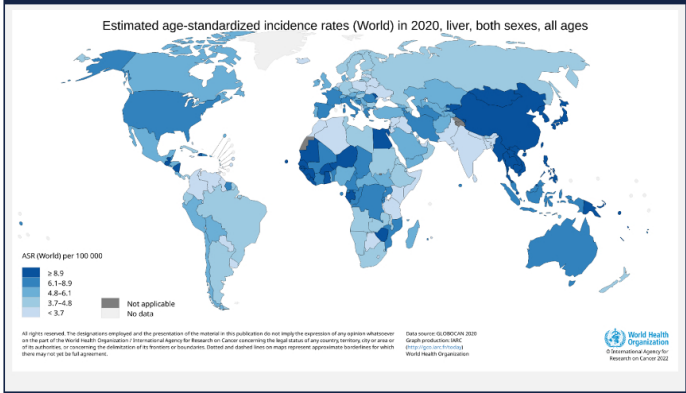 Estimated age-standardized incidence rates (World) in 2020, liver, both sexes, all ages
ASR (World) per 100 000
≥ 8.9
6.1–8.9
4.8–6.1
3.7–4.8
< 3.7
Not applicable
No data
All rights reserved. The designations employed and the presentation of the material in this publication do not imply the expression of any opinion whatsoever
on the part of the World Health Organization / International Agency for Research on Cancer concerning the legal status of any country, territory, city or area or
of its authorities, or concerning the delimitation of its frontiers or boundaries. Dotted and dashed lines on maps represent approximate borderlines for which
there may not yet be full agreement.
Data source: GLOBOCAN 2020
Graph production: IARC
(http://gco.iarc.fr/today)
World Health Organization
World Health
Organization
© International Agency for
Research on Cancer 2022